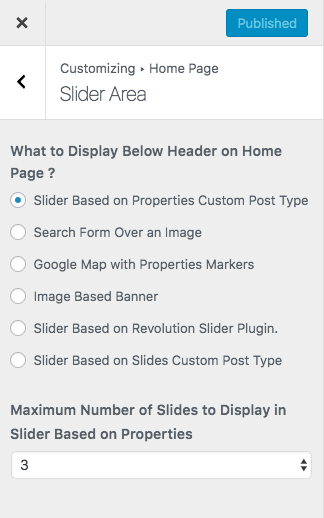 Published
Customizing ▸ Home Page
Slider Area
What to Display Below Header on Home
Page ?
Slider Based on Properties Custom Post Type
Search Form Over an Image
Google Map with Properties Markers
Image Based Banner
Slider Based on Revolution Slider Plugin.
Slider Based on Slides Custom Post Type
Maximum Number of Slides to Display in
Slider Based on Properties
3